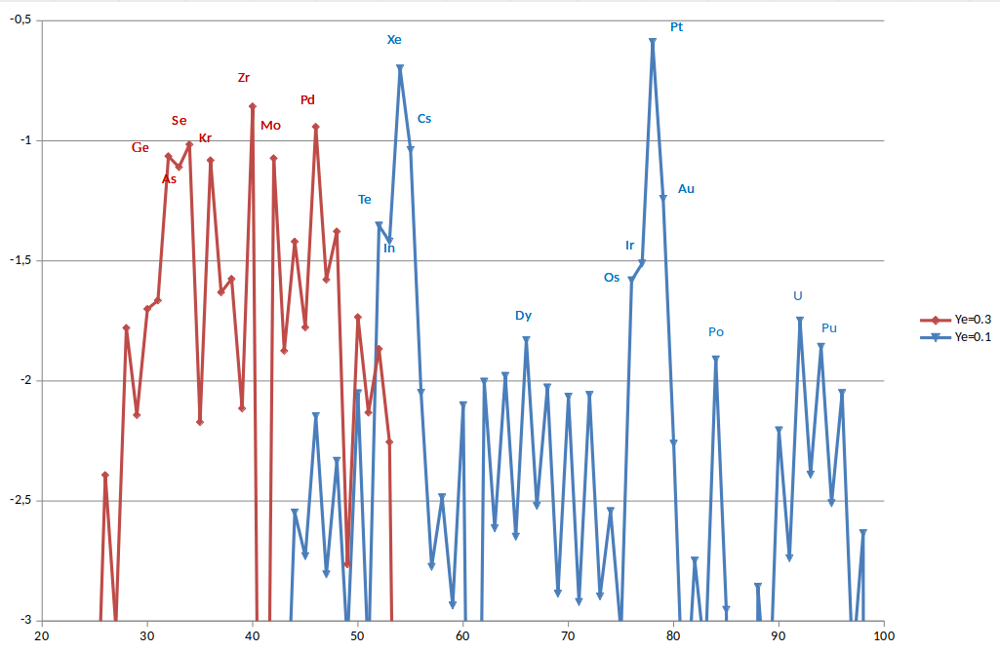 -0,5
Pt
Xe
Zr
Pd
Se
Mo
Cs
Kr
-1
Ge
As
Au
Te
Ir
In
-1,5
Os
U
Dy
Ye=0.3
Pu
Po
Ye=0.1
-2
-2,5
-3
20 30 40 50 60 70 80 90 100